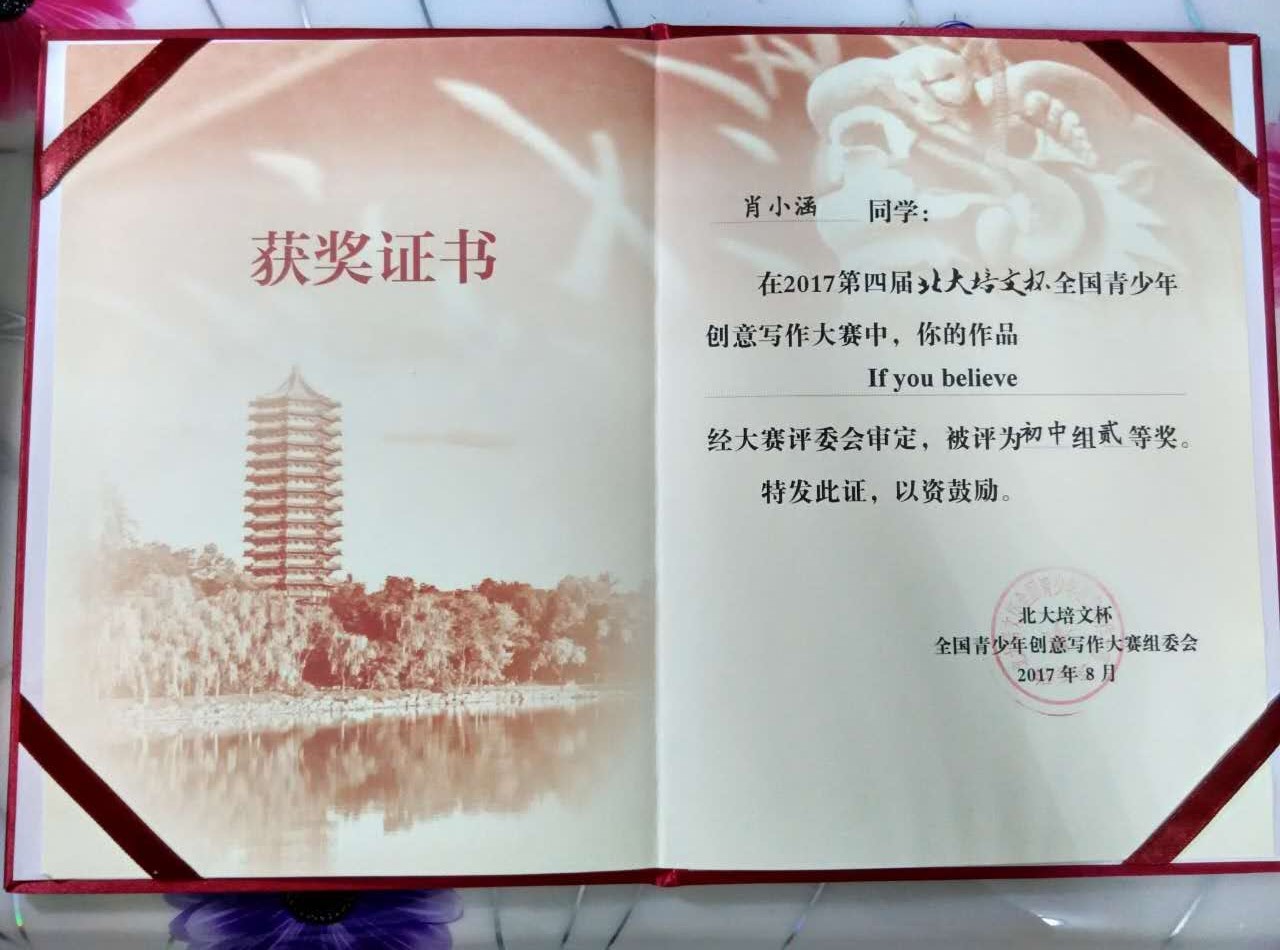 获奖证书
肖小涵 同学:
在2017第四届北大培文杯全国青少年
创意写作大赛中，你的作品
If you believe
经大赛评委会审定，被评为初中组贰等奖。
特发此证，以资鼓励。
北大培文杯
全国青少年创意写作大赛组委会
2017年8月